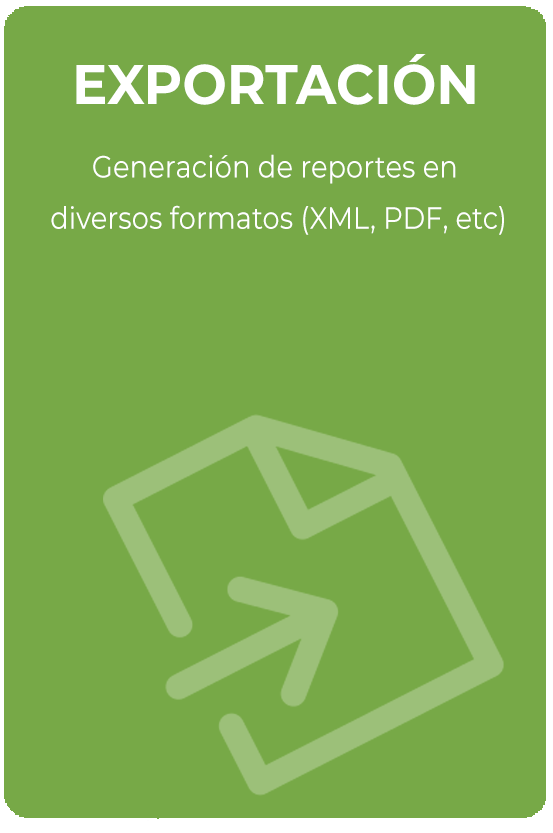 EXPORTACIÓN
Generación de reportes en
diversos formatos (XML, PDF, etc)